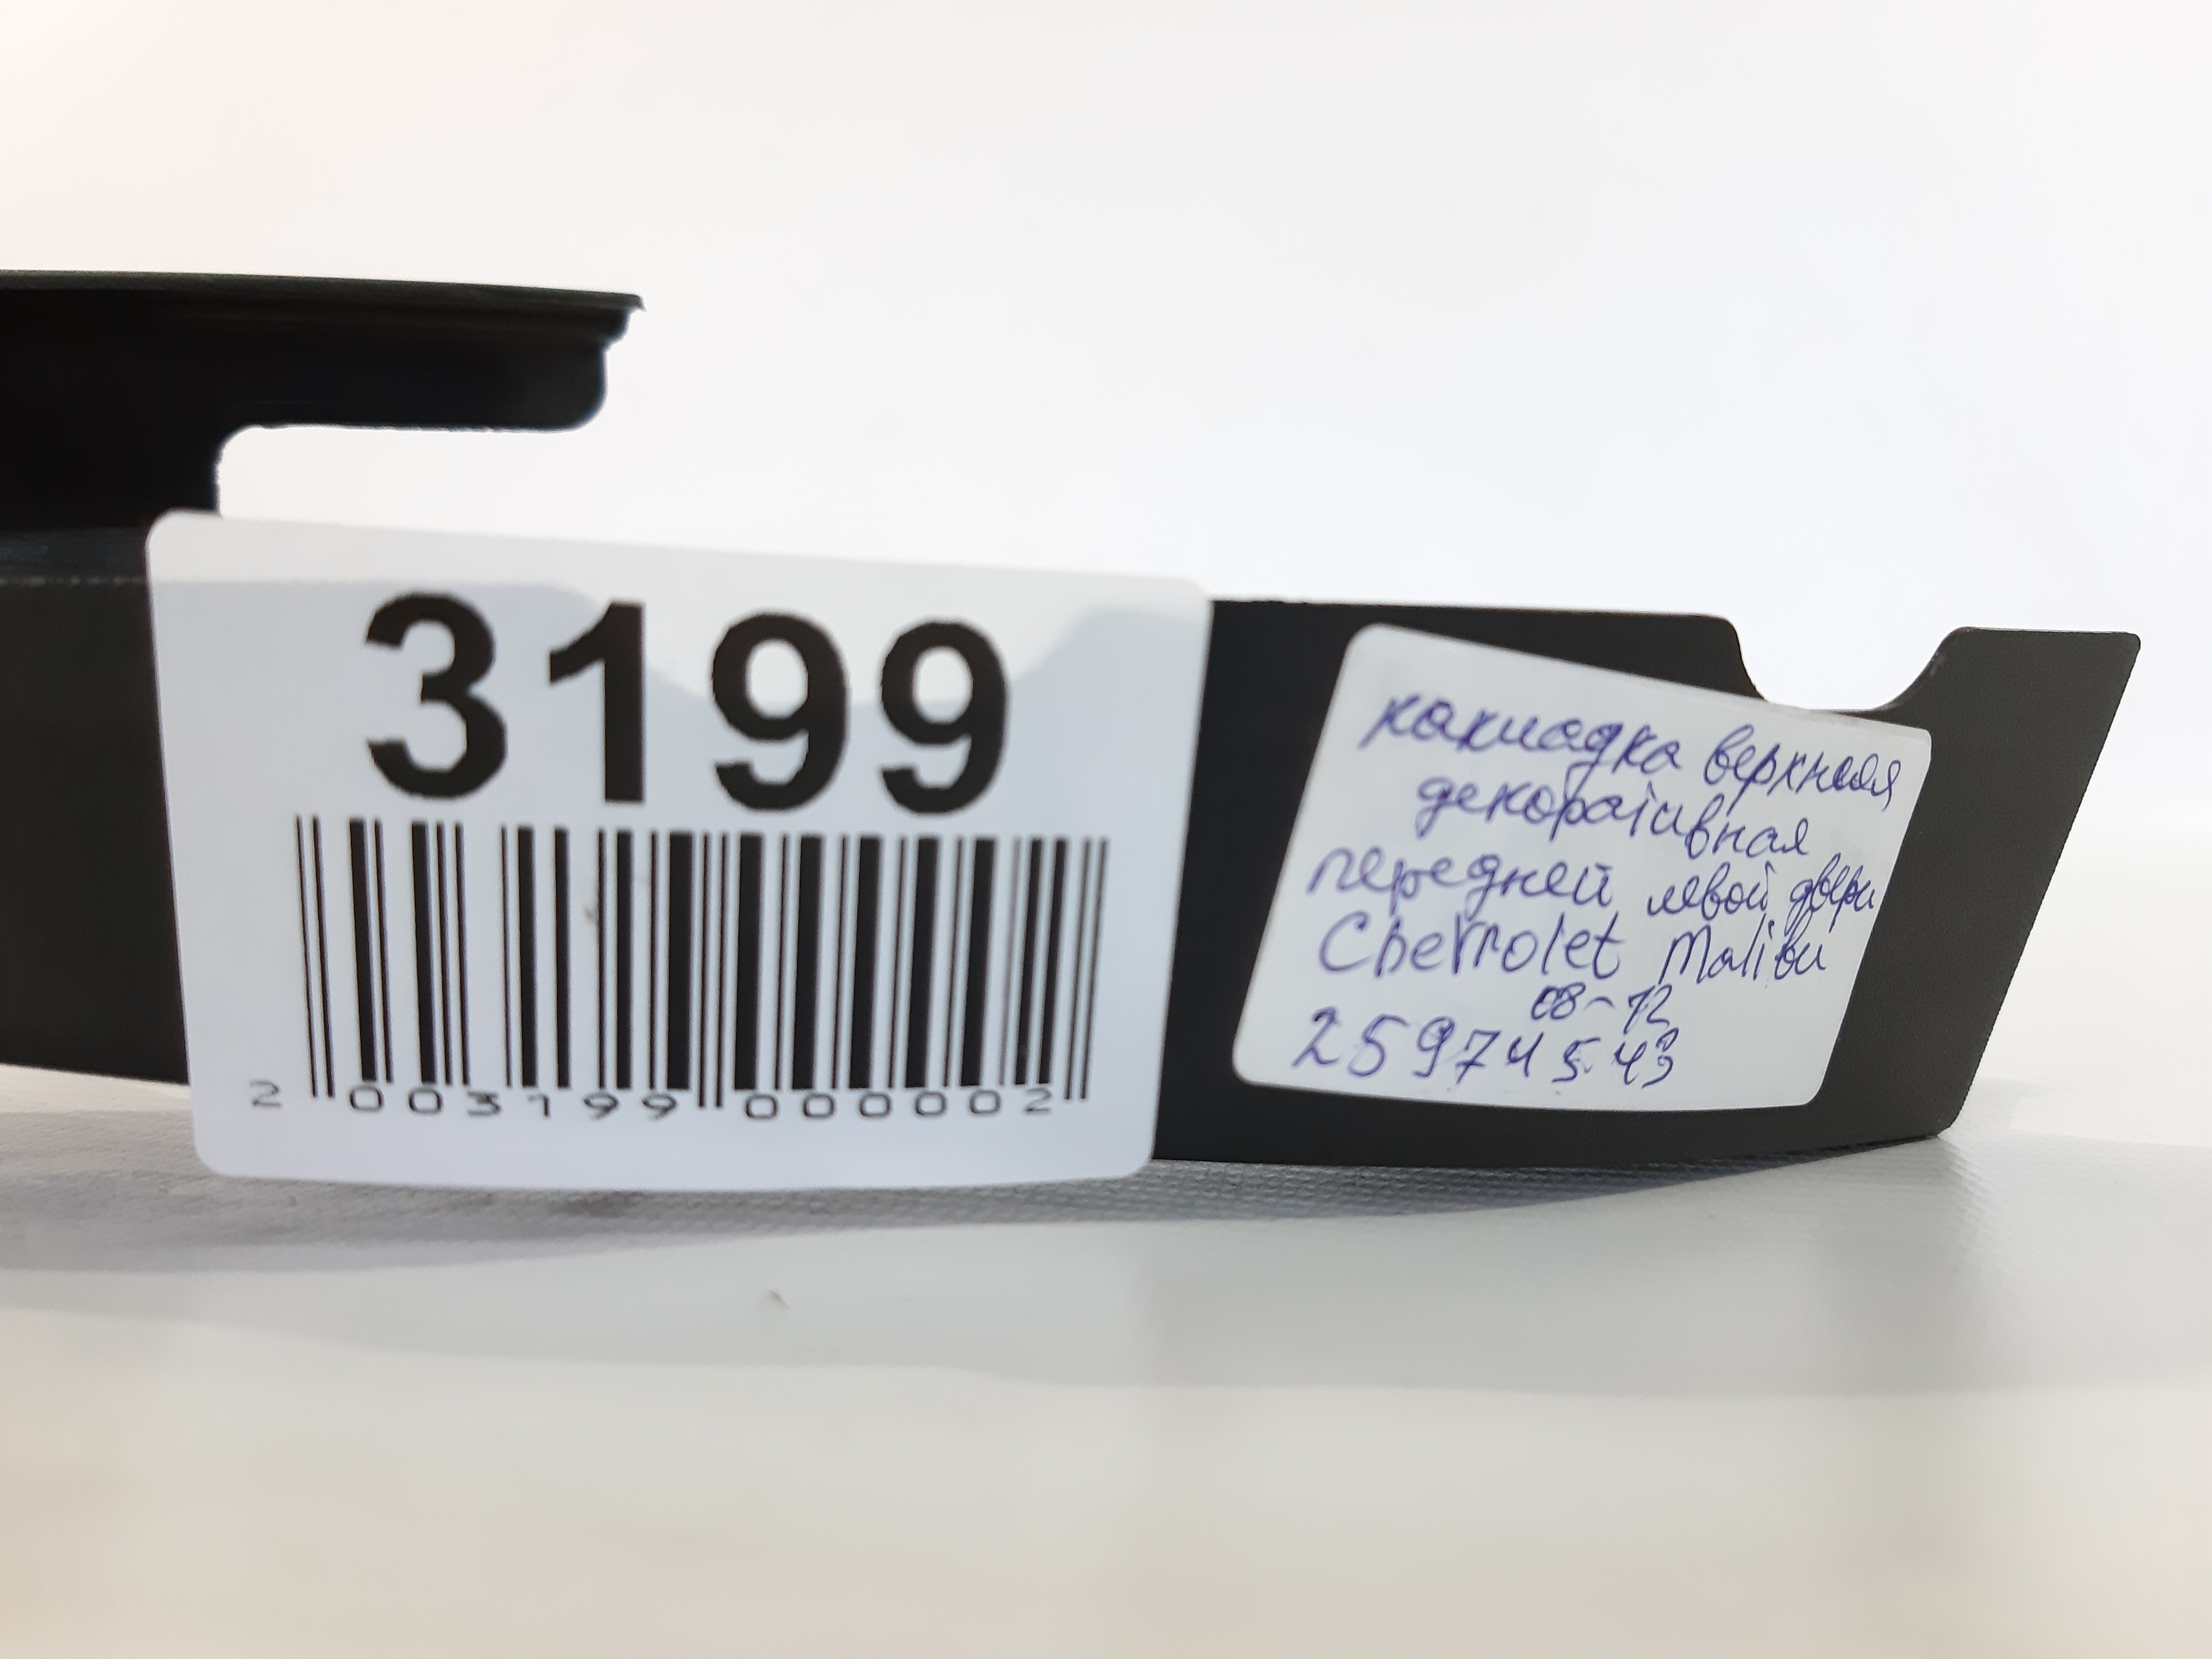 3199
2 003199 000002
накладка верхняя
декоративная
передней левой двери
Chevrolet Malibu
08-12
25974543